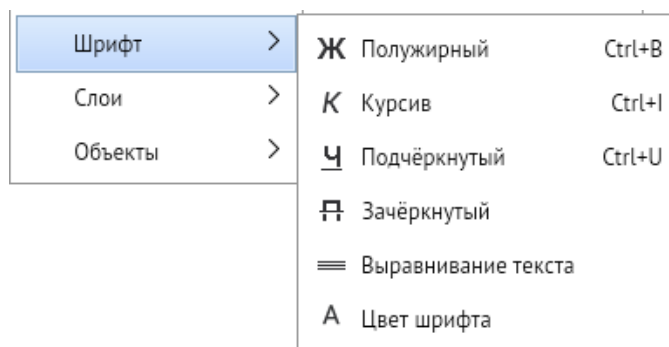 Шрифт
Слои
Объекты
Ж Полужирный Ctrl+B
К Курсив Ctrl+I
Ч Подчёркнутый Ctrl+U
П Зачёркнутый
Выравнивание текста
А Цвет шрифта